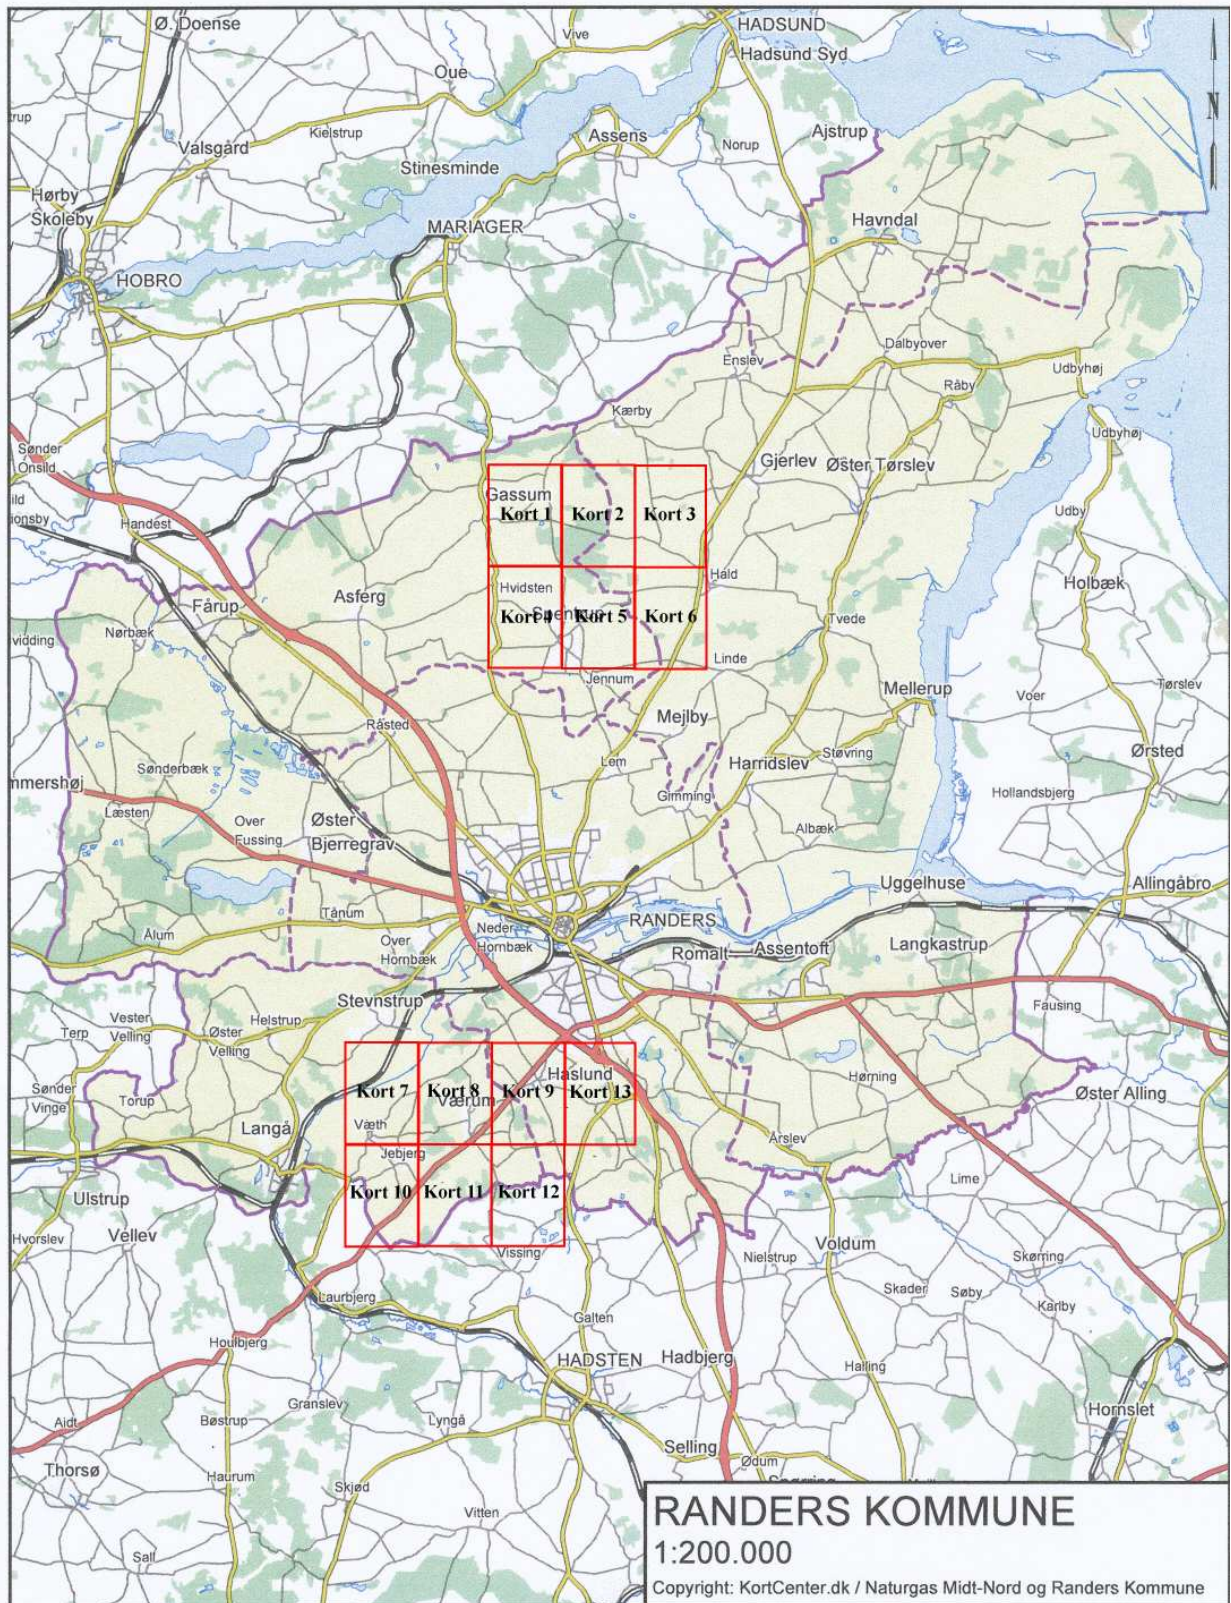 Ø. Doense
HADSUND
Vive
Hadsund Syd
Oue
Kielstrup
Assens
Ajstrup
Norup
Valsgård
Stinesminde
Hørby
Skoleby
MARIAGER
Havndal
HOBRO
N
Dalbyover
Enslev
Udbyhøj
Råby
Kærby
Udbyhøj
Sønder
Onsild
Gjerlev
Øster Tørslev
Gassum
Kort 1
Kort 2
Kort 3
Udby
Handest
Hald
Holbæk
Hvidsten
Asferg
Fårup
Kort 4
Kort 5
Kort 6
Tvede
Nørbæk
Linde
Jennum
Mellerup
Voer
Tørslev
Mejlby
Råsted
Ørsted
Støvring
Lem
Harridslev
Sønderbæk
Gimming
Hollandsbjerg
Læsten
Over
Fussing
Øster
Bjerregrav
Albæk
Uggelhuse
Allingåbro
Tånum
RANDERS
Neder
Hornbæk
Ålum
Over
Hornbæk
Romalt
Assentoft
Langkastrup
Stevnstrup
Fausing
Vester
Velling
Helstrup
Terp
Øster
Velling
Haslund
Hørning
Sønder
Vinge
Kort 7
Kort 8
Kort 9
Kort 13
Torup
Værum
Øster Alling
Væth
Langå
Årslev
Jebjerg
Lime
Kort 10
Kort 11
Kort 12
Ulstrup
Hvorslev
Vellev
Vissing
Nielstrup
Voldum
Skørring
Skader
Søby
Karlby
Laurbjerg
Galten
Houlbjerg
HADSTEN
Hadbjerg
Halling
Granslev
Hornslet
Aidt
Bøstrup
Lyngå
Selling
Ødum
Thorsø
Haurum
Skjød
Vitten
Sall
RANDERS KOMMUNE
1:200.000
Copyright: KortCenter.dk / Naturgas Midt-Nord og Randers Kommune